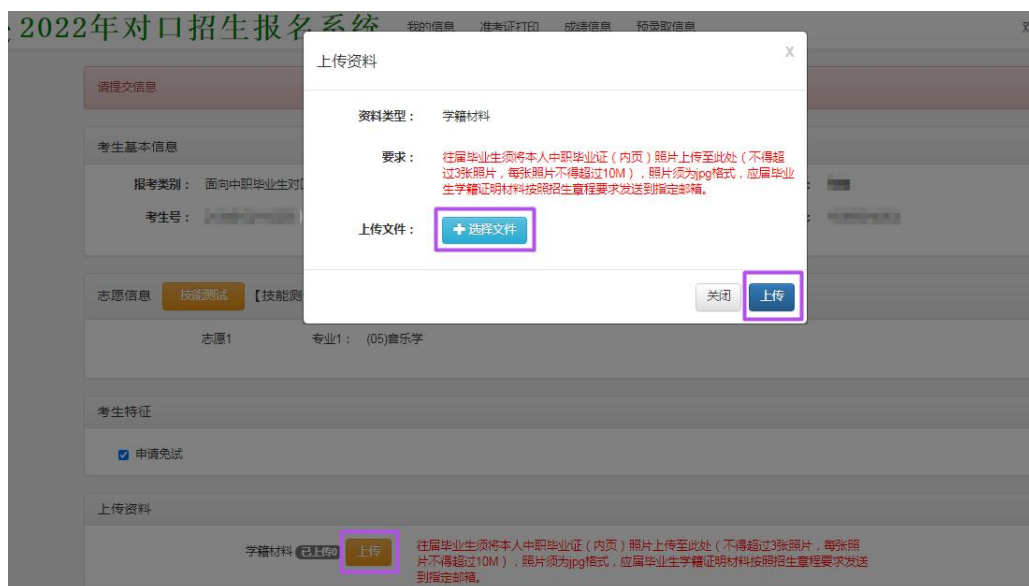 2022年对口招生报名系统 我的信息 准考证打印 成绩信息 预录取信息
上传资料 X
请提交信息
资料类型： 学籍材料
考生基本信息
要求： 往届毕业生须将本人中职毕业证（内页）照片上传至此处（不得超
过3张照片，每张照片不得超过10M），照片须为jpg格式，应届毕业
生学籍证明材料按照招生章程要求发送到指定邮箱。
报考类别： 面向中职毕业生对
考生号：
上传文件： 选择文件
志愿信息 技能测试 【技能测
关闭 上传
志愿1 专业1： (05)音乐学
考生特征
申请免试
上传资料
学籍材料 已上传0 上传 往届毕业生须将本人中职毕业证（内页）照片上传至此处（不得超过3张照片，每张照
片不得超过10M），照片须为jpg格式，应届毕业生学籍证明材料按照招生章程要求发送
到指定邮箱。